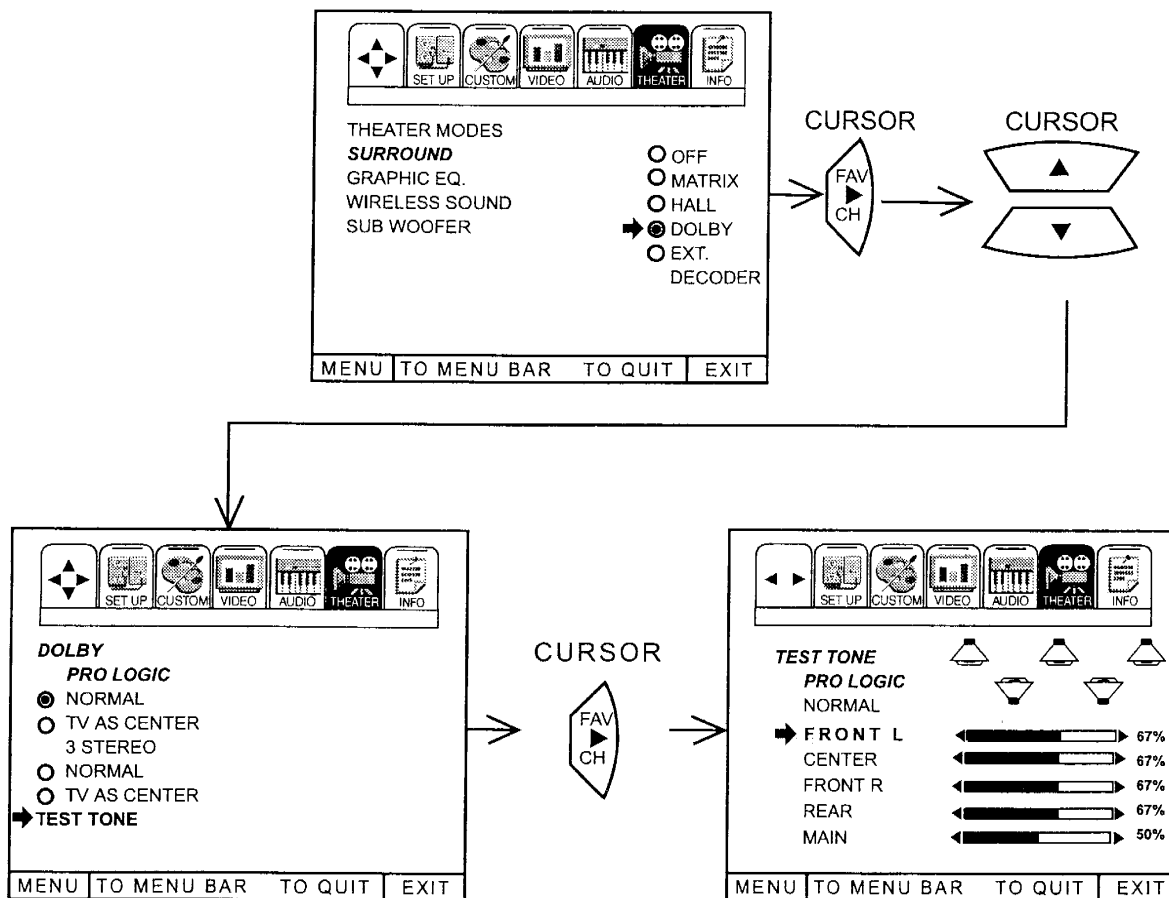 SET UP CUSTOM VIDEO AUDIO THEATER INFO
THEATER MODES
SURROUND
GRAPHIC EQ.
WIRELESS SOUND
SUB WOOFER
OFF
MATRIX
HALL
DOLBY
EXT.
DECODER
MENU TO MENU BAR TO QUIT EXIT
CURSOR
FAV
CH
CURSOR
SET UP CUSTOM VIDEO AUDIO THEATER INFO
DOLBY
PRO LOGIC
NORMAL
TV AS CENTER
3 STEREO
NORMAL
TV AS CENTER
TEST TONE
MENU TO MENU BAR TO QUIT EXIT
CURSOR
FAV
CH
SET UP CUSTOM VIDEO AUDIO THEATER INFO
TEST TONE
PRO LOGIC
NORMAL
FRONT L 67%
CENTER 67%
FRONT R 67%
REAR 67%
MAIN 50%
MENU TO MENU BAR TO QUIT EXIT